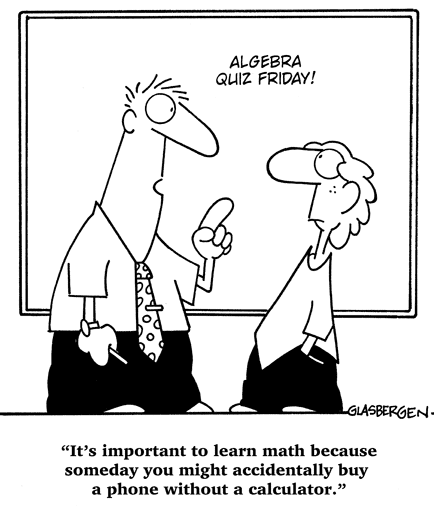 ALGEBRA
QUIZ FRIDAY!
GLASBERGEN.
“It’s important to learn math because
someday you might accidentally buy
a phone without a calculator.”